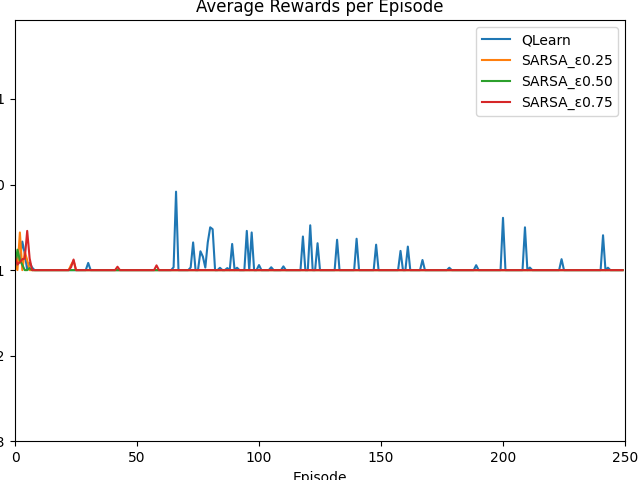 Average Rewards per Episode
QLearn
SARSA_ε0.25
SARSA_ε0.50
SARSA_ε0.75
1
0
1
2
3
0 50 100 150 200 250
Episode